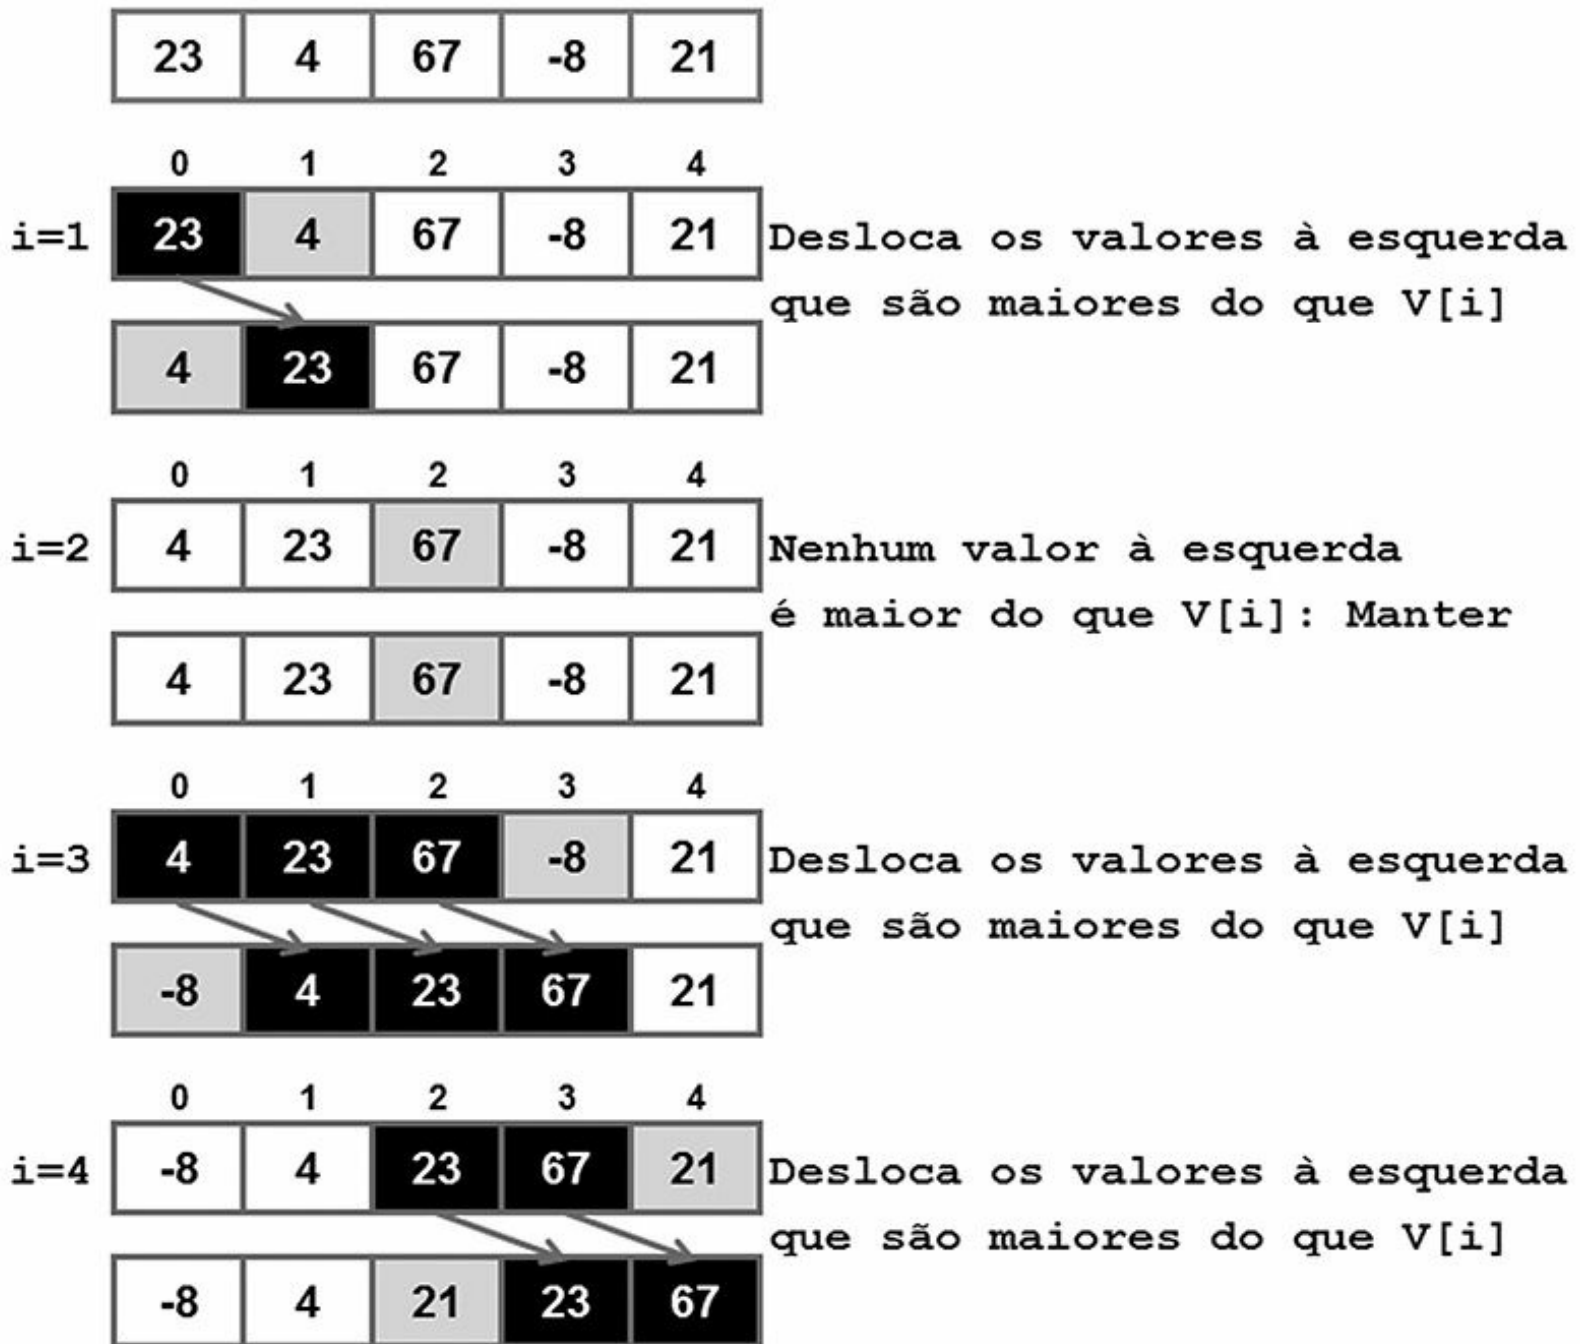 23 4 67 -8 21
0 1 2 3 4
i=1 23 4 67 -8 21 Desloca os valores à esquerda
que são maiores do que V[i]
4 23 67 -8 21
0 1 2 3 4
i=2 4 23 67 -8 21 Nenhum valor à esquerda
é maior do que V[i]: Manter
4 23 67 -8 21
0 1 2 3 4
i=3 4 23 67 -8 21 Desloca os valores à esquerda
que são maiores do que V[i]
-8 4 23 67 21
0 1 2 3 4
i=4 -8 4 23 67 21 Desloca os valores à esquerda
que são maiores do que V[i]
-8 4 21 23 67